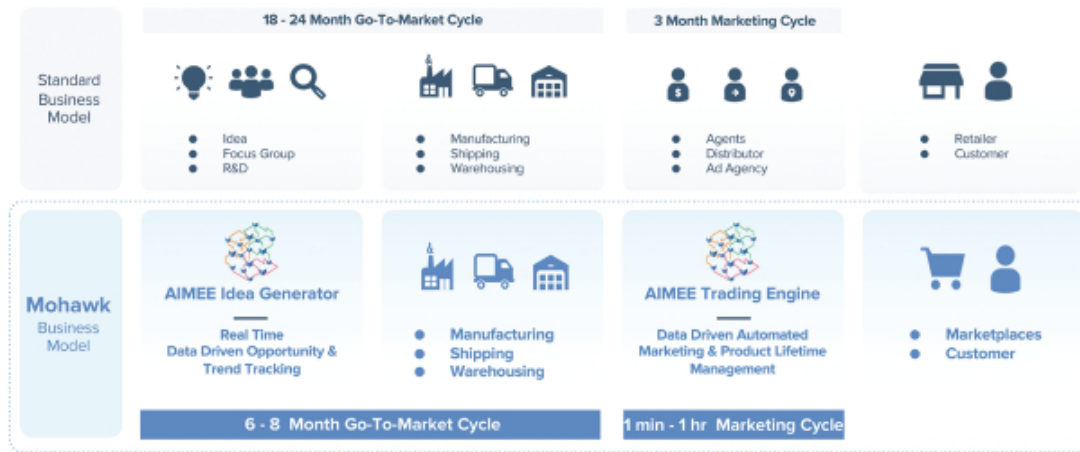 18 - 24 Month Go-To-Market Cycle
3 Month Marketing Cycle
Standard
Business
Model
Idea
Focus Group
R&D
Manufacturing
Shipping
Warehousing
$
Agents
Distributor
Ad Agency
Retailer
Customer
Mohawk
Business
Model
AIMEE Idea Generator
Real Time
Data Driven Opportunity &
Trend Tracking
Manufacturing
Shipping
Warehousing
AIMEE Trading Engine
Data Driven Automated
Marketing & Product Lifetime
Management
Marketplaces
Customer
6 - 8 Month Go-To-Market Cycle
1 min - 1 hr Marketing Cycle